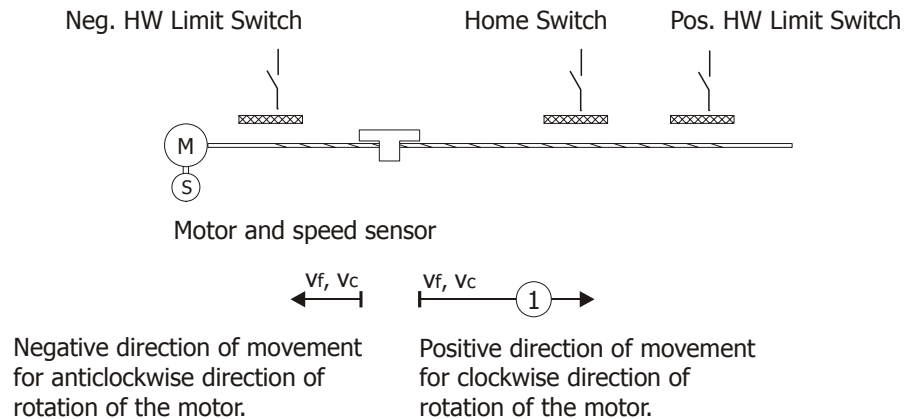 Neg. HW Limit Switch
Home Switch
Pos. HW Limit Switch
M
S
Motor and speed sensor
vf, vc
vf, vc
1
Negative direction of movement
for anticlockwise direction of
rotation of the motor.
Positive direction of movement
for clockwise direction of
rotation of the motor.